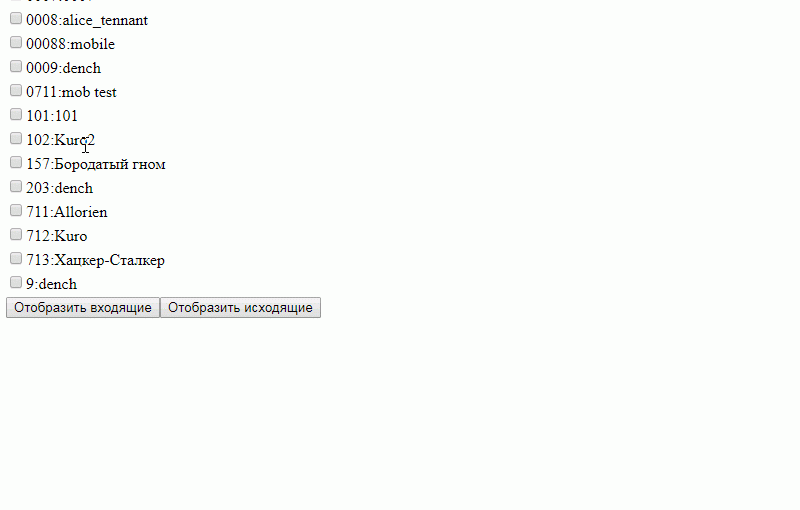 0008:alice_tennant
00088:mobile
0009:dench
0711:mob test
101:101
102:Kuro2
157:Бородатый гном
203:dench
711:Allorien
712:Kuro
713:Хацкер-Сталкер
9:dench
Отобразить входящие Отобразить исходящие